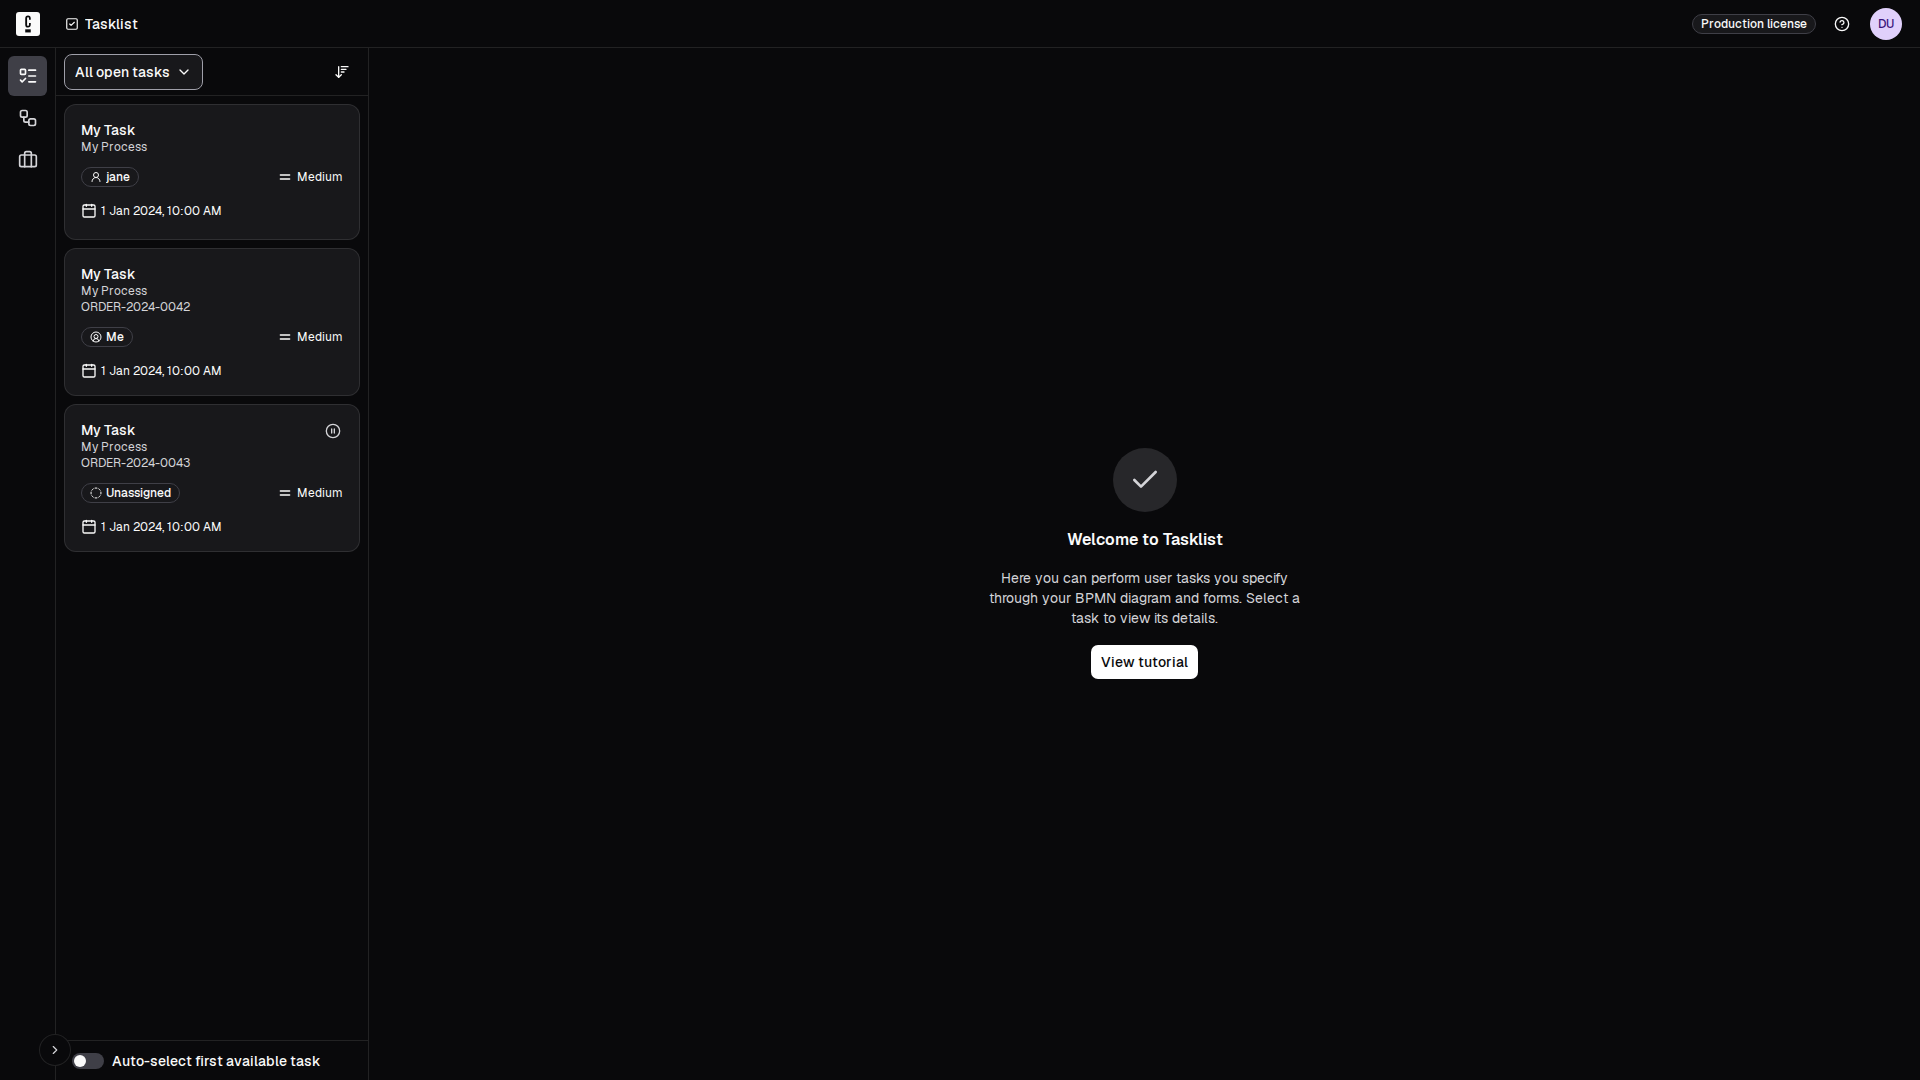 Tasklist
Production license
DU
All open tasks
My Task
My Process
jane
Medium
1 Jan 2024, 10:00 AM
My Task
My Process
ORDER-2024-0042
Me
Medium
1 Jan 2024, 10:00 AM
My Task
My Process
ORDER-2024-0043
Unassigned
Medium
1 Jan 2024, 10:00 AM
Welcome to Tasklist
Here you can perform user tasks you specify
through your BPMN diagram and forms. Select a
task to view its details.
View tutorial
Auto-select first available task